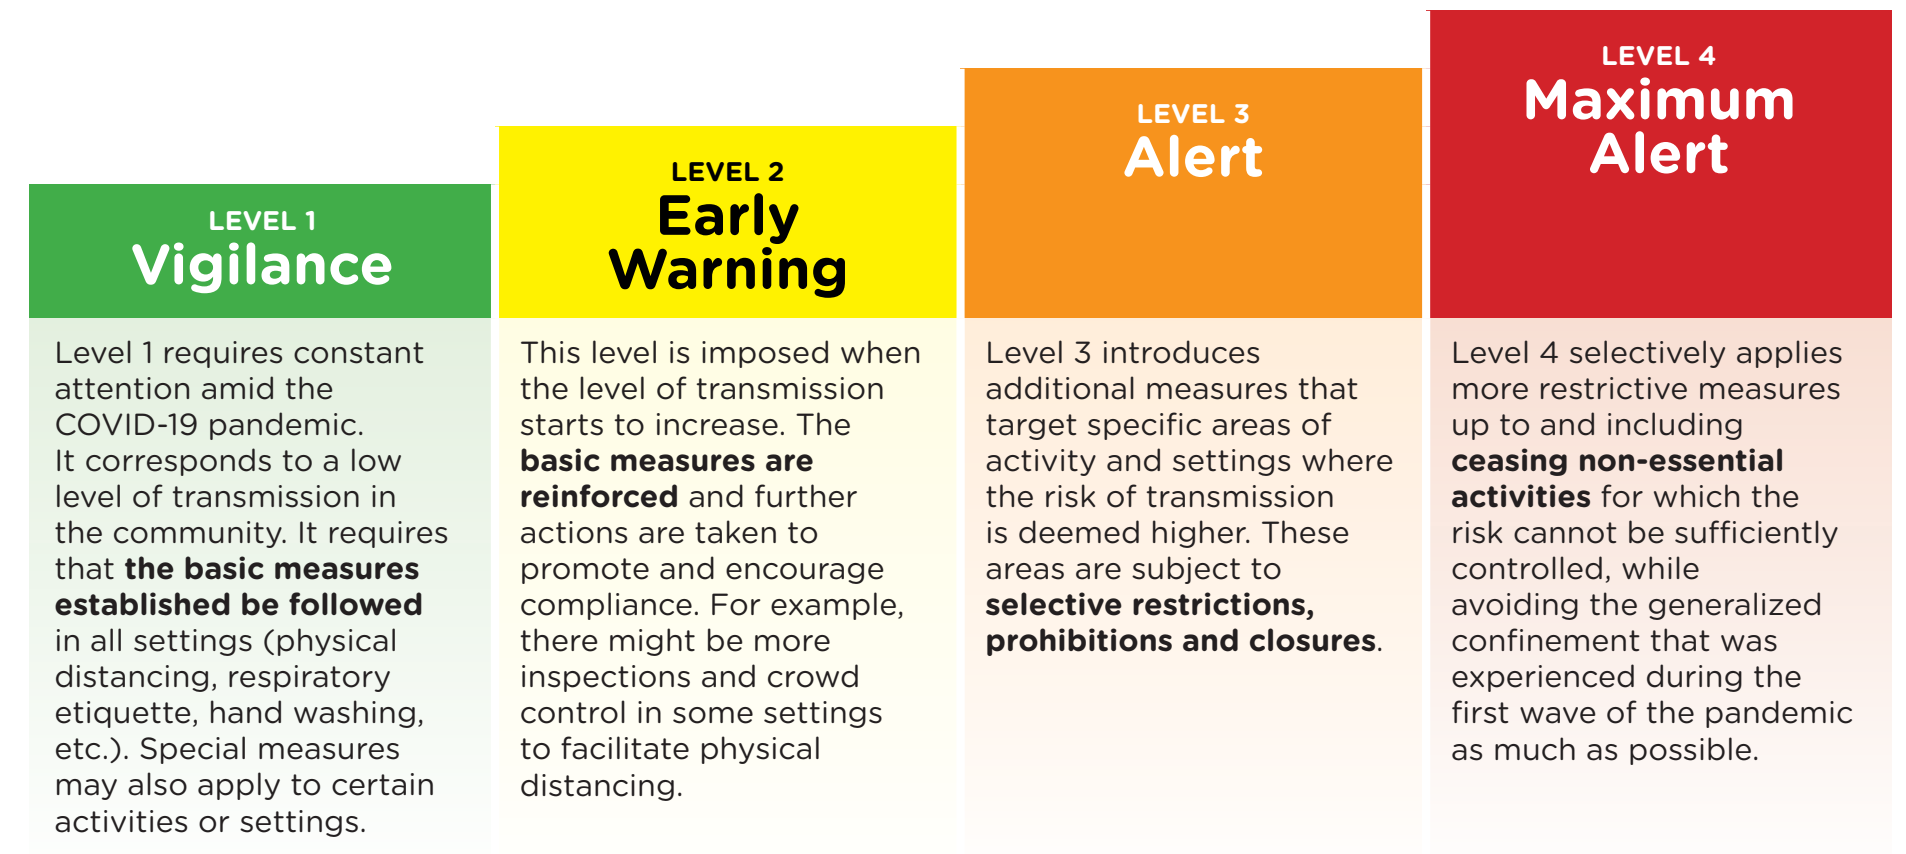 LEVEL 1
Vigilance
Level 1 requires constant
attention amid the
COVID-19 pandemic.
It corresponds to a low
level of transmission in
the community. It requires
that the basic measures
established be followed
in all settings (physical
distancing, respiratory
etiquette, hand washing,
etc.). Special measures
may also apply to certain
activities or settings.
LEVEL 2
Early
Warning
This level is imposed when
the level of transmission
starts to increase. The
basic measures are
reinforced and further
actions are taken to
promote and encourage
compliance. For example,
there might be more
inspections and crowd
control in some settings
to facilitate physical
distancing.
LEVEL 3
Alert
Level 3 introduces
additional measures that
target specific areas of
activity and settings where
the risk of transmission
is deemed higher. These
areas are subject to
selective restrictions,
prohibitions and closures.
LEVEL 4
Maximum
Alert
Level 4 selectively applies
more restrictive measures
up to and including
ceasing non-essential
activities for which the
risk cannot be sufficiently
controlled, while
avoiding the generalized
confinement that was
experienced during the
first wave of the pandemic
as much as possible.